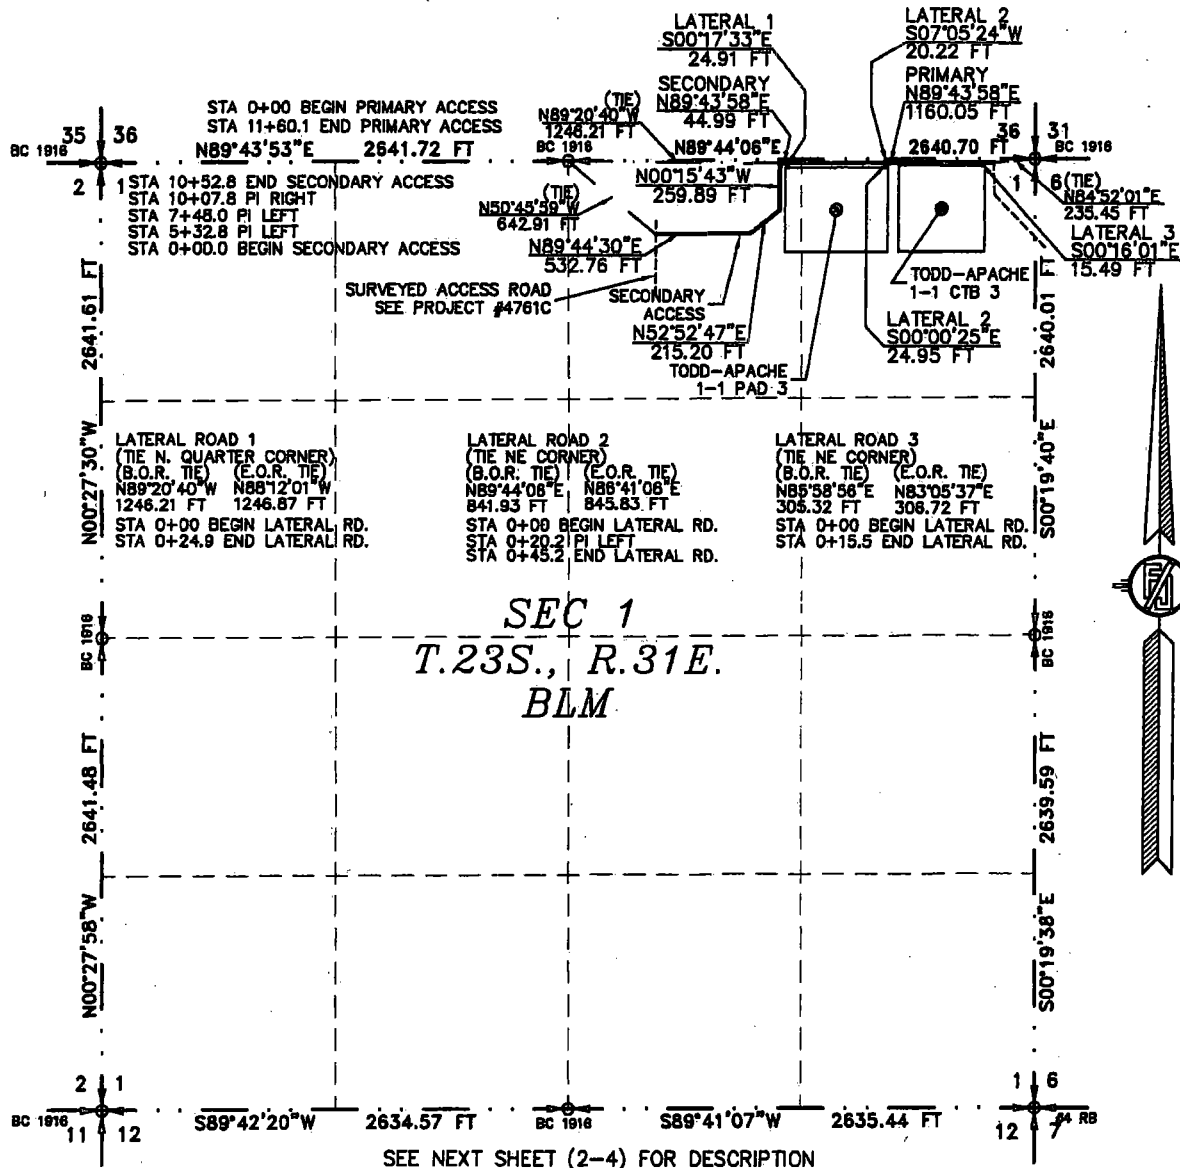 LATERAL 1
S00°17'33"E
24.91 FT
LATERAL 2
S07°05'24"W
20.22 FT
SECONDARY
N89°43'58"E
44.99 FT
PRIMARY
N89°43'58"E
1160.05 FT
STA 0+00 BEGIN PRIMARY ACCESS
STA 11+60.1 END PRIMARY ACCESS
(TIE)
N89°20'40"W
1246.21 FT
35 36
BC 1916
N89°43'53"E 2641.72 FT
BC 1916
N89°44'06"E
2640.70 FT
36 31
BC 1916
2 1
1 6
STA 10+52.8 END SECONDARY ACCESS
STA 10+07.8 PI RIGHT
STA 7+48.0 PI LEFT
STA 5+32.8 PI LEFT
STA 0+00.0 BEGIN SECONDARY ACCESS
(TIE)
N50°45'59"W
642.91 FT
N00°15'43"W
259.89 FT
(TIE)
N84°52'01"E
235.45 FT
N89°44'30"E
532.76 FT
LATERAL 3
S00°16'01"E
15.49 FT
SURVEYED ACCESS ROAD
SEE PROJECT #4761C
SECONDARY
ACCESS
TODD-APACHE
1-1 CTB 3
N52°52'47"E
215.20 FT
LATERAL 2
S00°00'25"E
24.95 FT
TODD-APACHE
1-1 PAD 3
2641.61 FT
N00°27'30"W
2640.01 FT
S00°19'40"E
LATERAL ROAD 1
(TIE N. QUARTER CORNER)
(B.O.R. TIE) (E.O.R. TIE)
N89°20'40"W N88°12'01"W
1246.21 FT 1246.87 FT
STA 0+00 BEGIN LATERAL RD.
STA 0+24.9 END LATERAL RD.
LATERAL ROAD 2
(TIE NE CORNER)
(B.O.R. TIE) (E.O.R. TIE)
N89°44'06"E N86°41'06"E
841.93 FT 845.83 FT
STA 0+00 BEGIN LATERAL RD.
STA 0+20.2 PI LEFT
STA 0+45.2 END LATERAL RD.
LATERAL ROAD 3
(TIE NE CORNER)
(B.O.R. TIE) (E.O.R. TIE)
N85°58'56"E N83°05'37"E
305.32 FT 306.72 FT
STA 0+00 BEGIN LATERAL RD.
STA 0+15.5 END LATERAL RD.
SEC 1
T.23S., R.31E.
BLM
BC 1916
BC 1916
2641.48 FT
N00°27'58"W
2639.59 FT
S00°19'38"E
2 1
BC 1916
11 12
S89°42'20"W 2634.57 FT
BC 1916
S89°41'07"W 2635.44 FT
1 6
12 7
RB
SEE NEXT SHEET (2-4) FOR DESCRIPTION